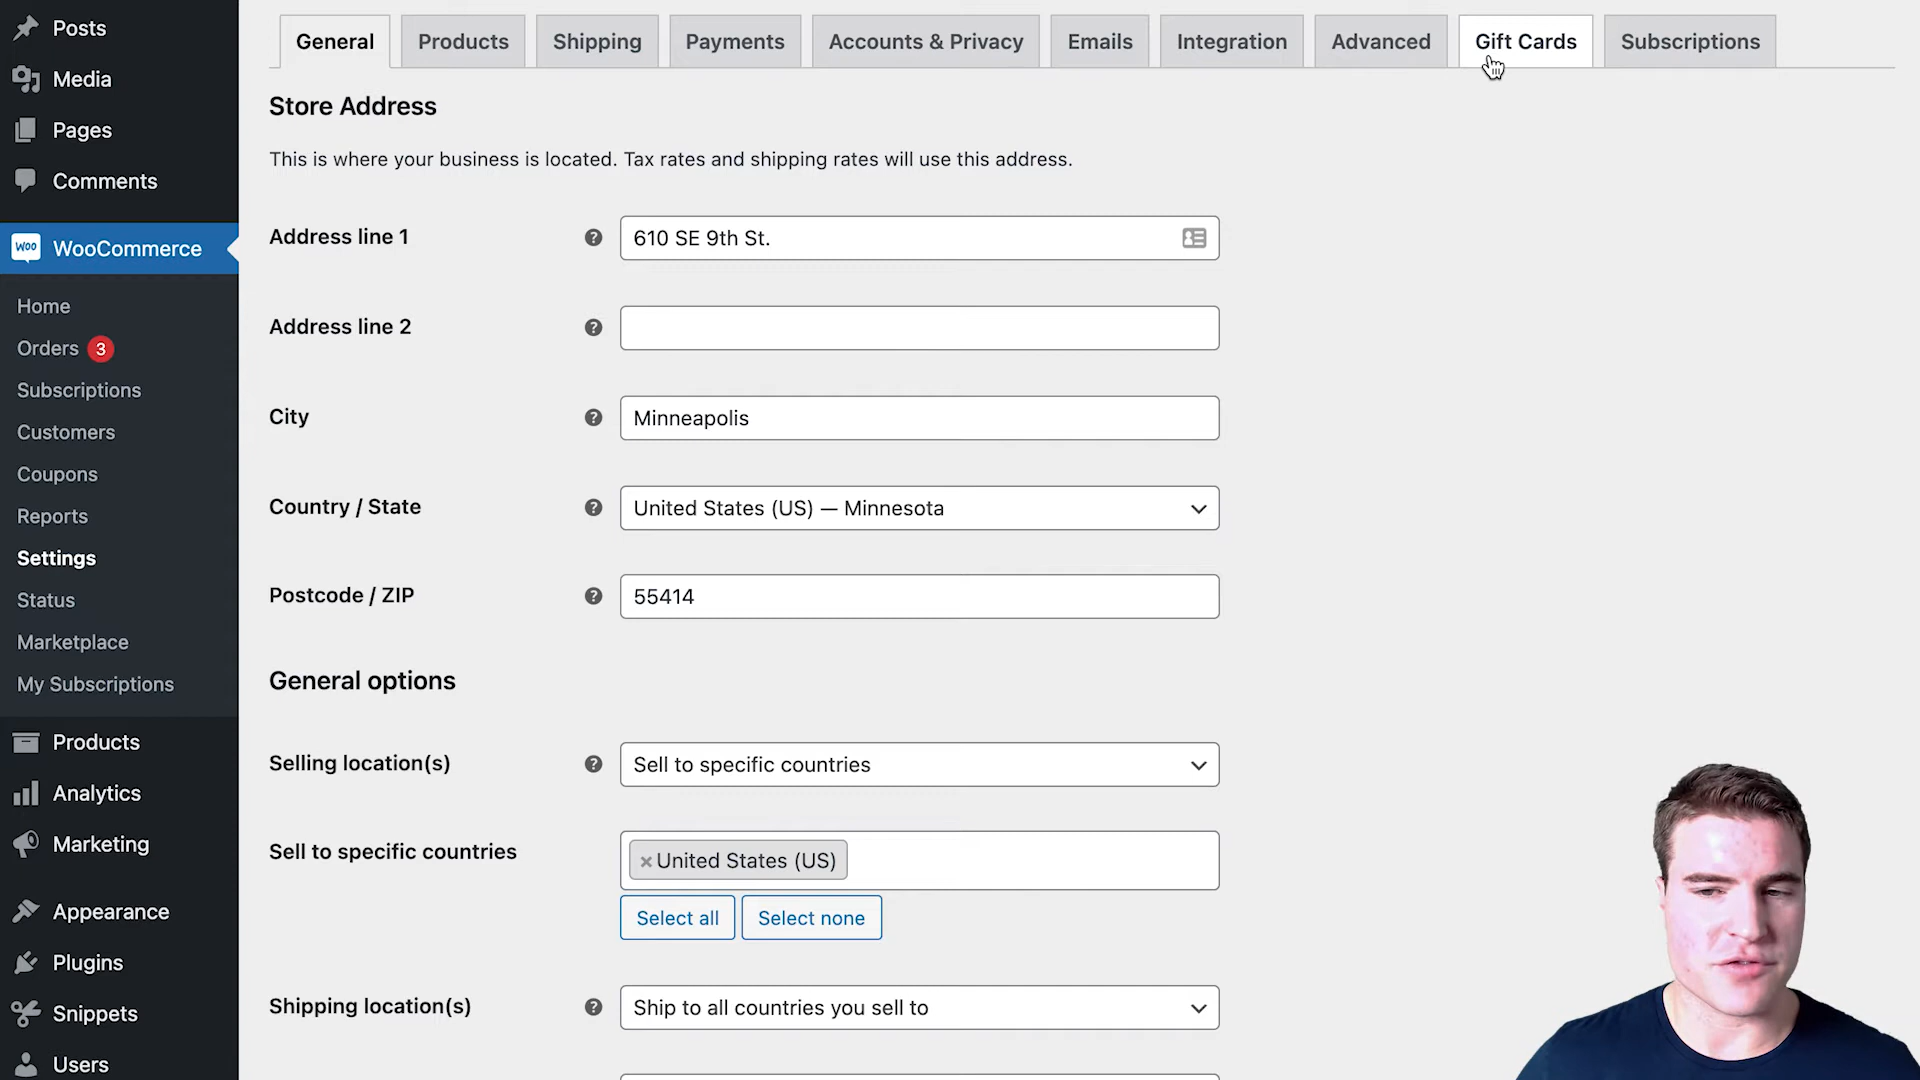 Posts
Media
Pages
Comments
WOO WooCommerce
Home
Orders 3
Subscriptions
Customers
Coupons
Reports
Settings
Status
Marketplace
My Subscriptions
Products
Analytics
Marketing
Appearance
Plugins
Snippets
Users
General Products Shipping Payments Accounts & Privacy Emails Integration Advanced Gift Cards Subscriptions
Store Address
This is where your business is located. Tax rates and shipping rates will use this address.
Address line 1 ? 610 SE 9th St.
Address line 2 ?
City ? Minneapolis
Country / State ? United States (US) — Minnesota
Postcode / ZIP ? 55414
General options
Selling location(s) ? Sell to specific countries
Sell to specific countries × United States (US)
Select all Select none
Shipping location(s) ? Ship to all countries you sell to